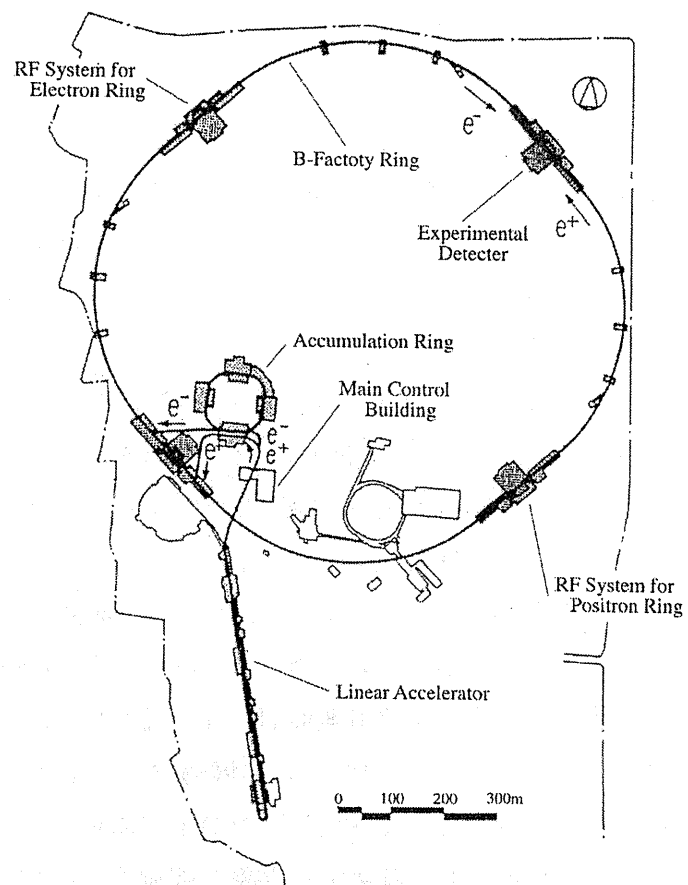 RF System for
Electron Ring
B-Factoty Ring
e⁻
Experimental
Detecter
e⁺
Accumulation Ring
Main Control
Building
e⁻
e⁻
e⁺
e⁺
RF System for
Positron Ring
Linear Accelerator
0 100 200 300m